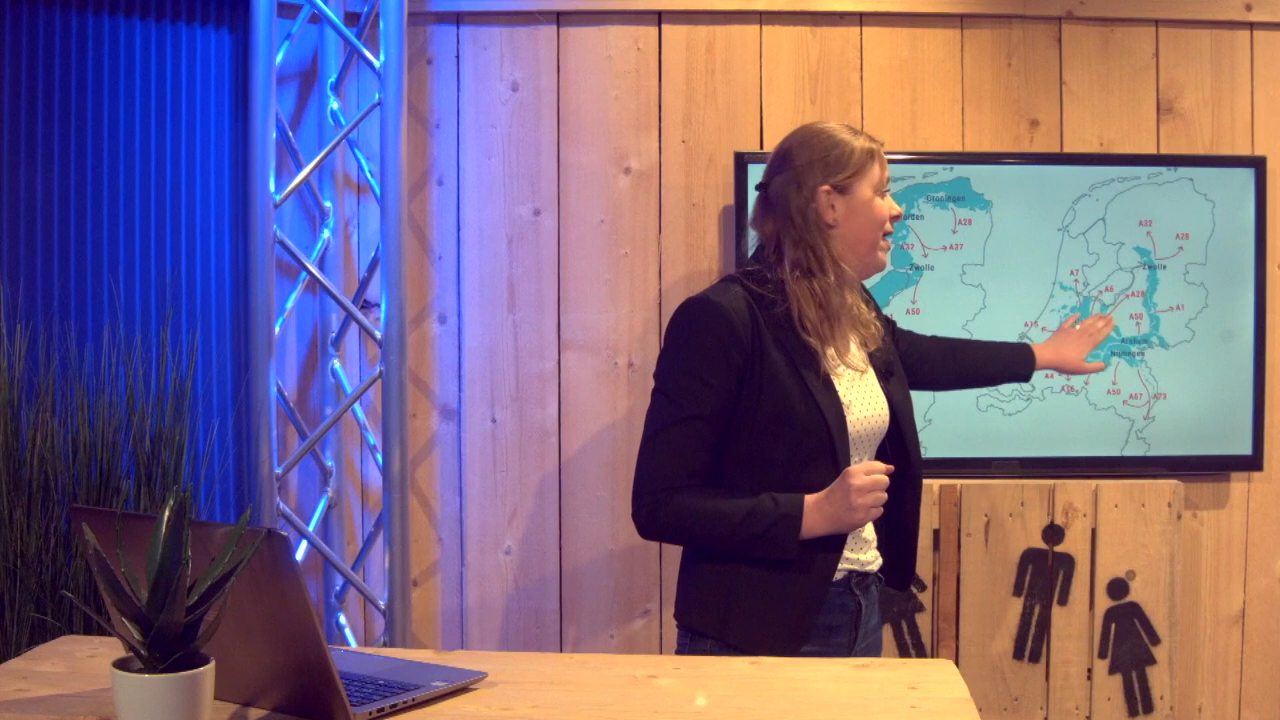 Groningen
A28
A32
A37
Zwolle
A50
A32
A28
Zwolle
A7
A6
A28
A1
A50
A15
Arnhem
Nijmegen
A4
A16
A50
A67
A73